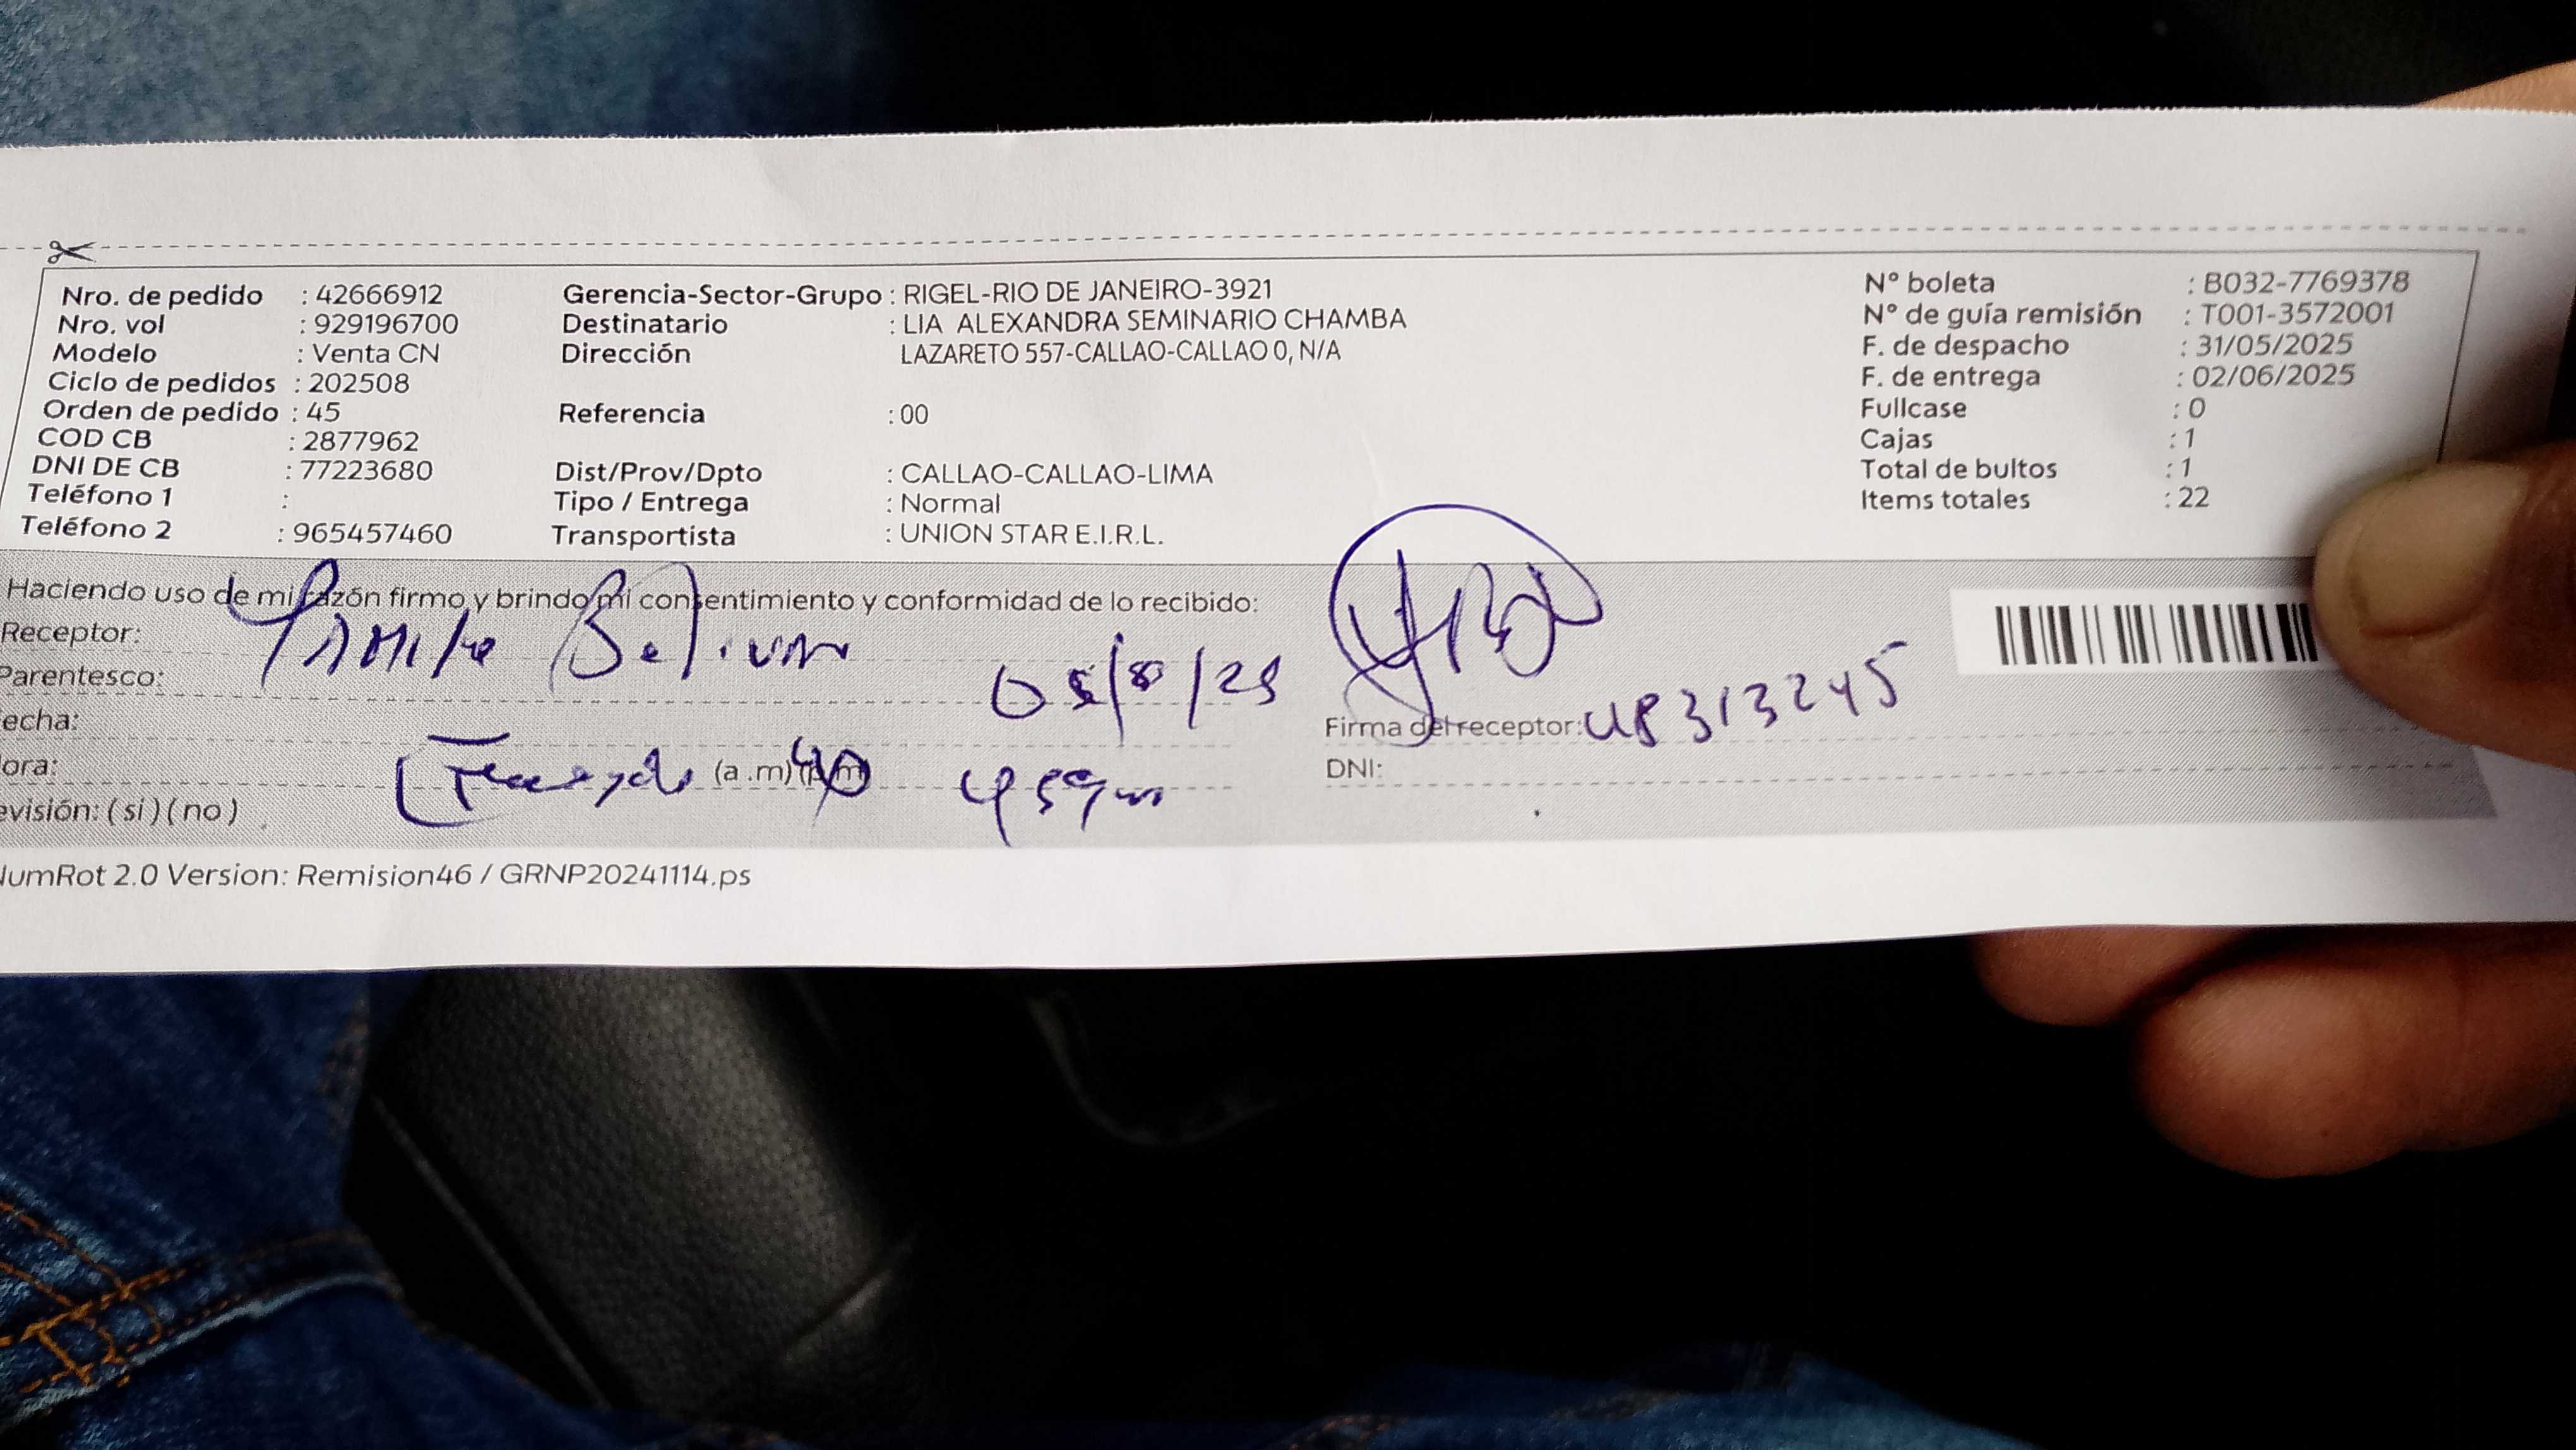 Nro. de pedido : 42666912 Gerencia-Sector-Grupo : RIGEL-RIO DE JANEIRO-3921 N° boleta : B032-7769378
Nro. vol : 929196700 Destinatario : LIA ALEXANDRA SEMINARIO CHAMBA N° de guía remisión : T001-3572001
Modelo : Venta CN Dirección LAZARETO 557-CALLAO-CALLAO 0, N/A F. de despacho : 31/05/2025
Ciclo de pedidos : 202508 F. de entrega : 02/06/2025
Orden de pedido : 45 Referencia : 00 Fullcase : 0
COD CB : 2877962 Cajas : 1
DNI DE CB : 77223680 Dist/Prov/Dpto : CALLAO-CALLAO-LIMA Total de bultos : 1
Teléfono 1 : Tipo / Entrega : Normal Items totales : 22
Teléfono 2 : 965457460 Transportista : UNION STAR E.I.R.L.
Haciendo uso de mi razón firmo y brindo mi consentimiento y conformidad de lo recibido:
Receptor:
Parentesco:
echa: Firma del receptor:
ora: (a .m) (p.m) DNI:
evisión: ( si ) ( no )
NumRot 2.0 Version: Remision46 / GRNP20241114.ps